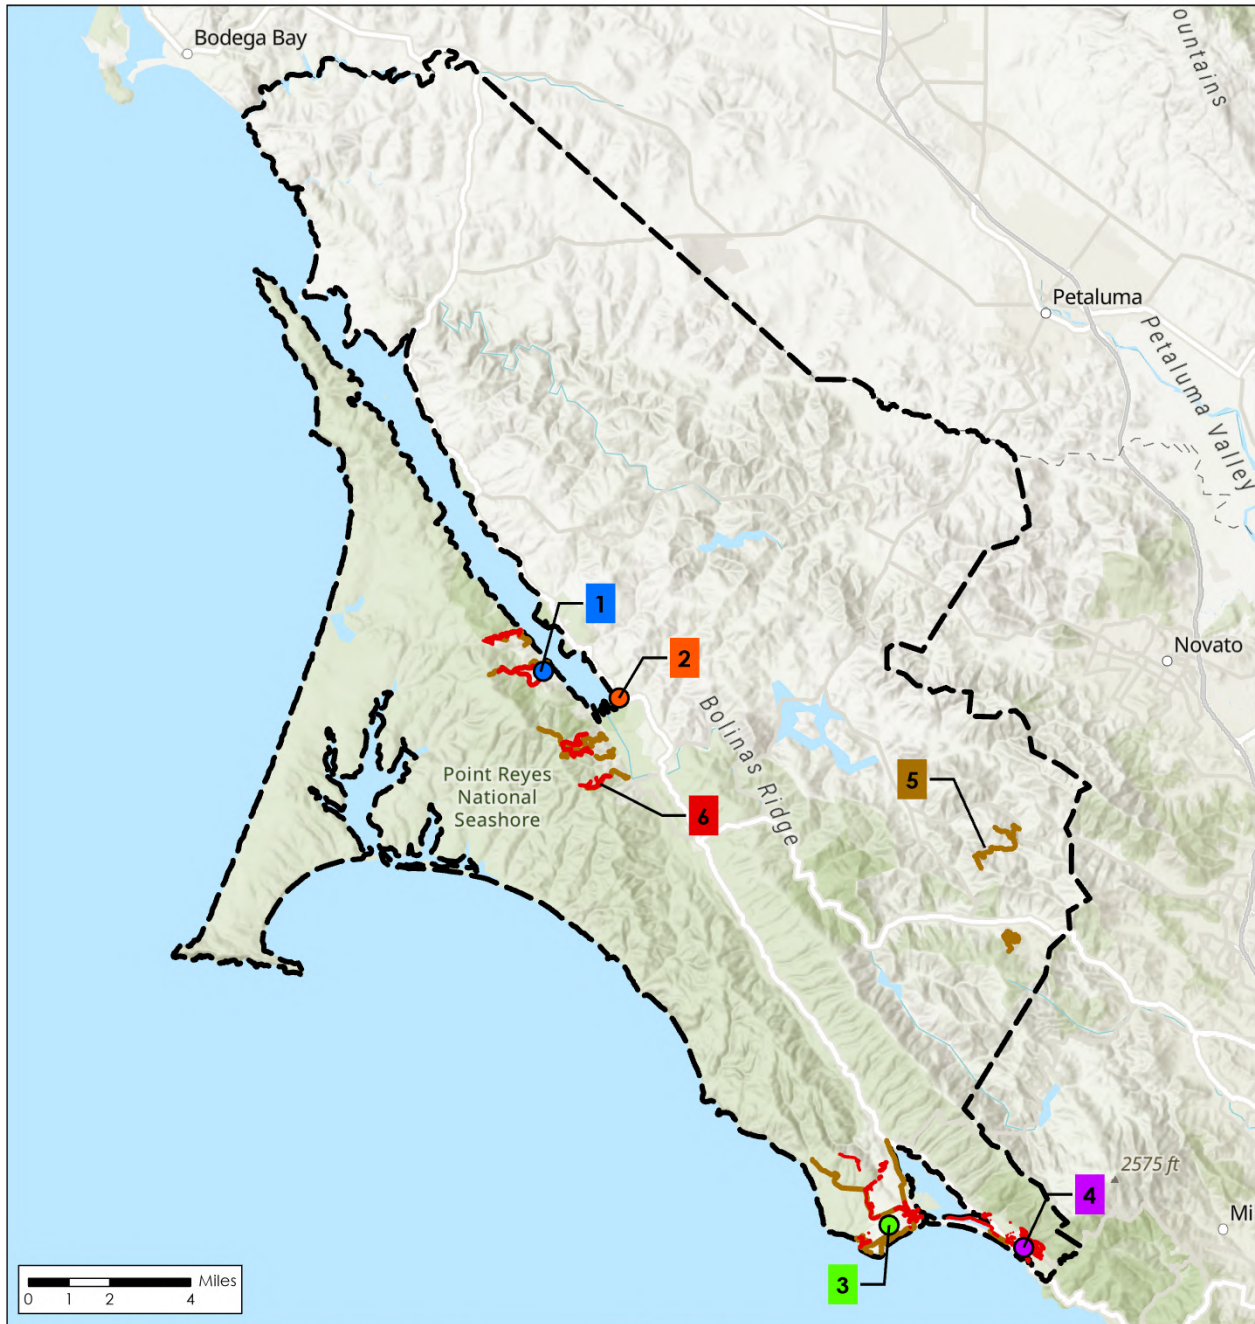 ountains
Bodega Bay
Petaluma
Petaluma Valley
1
2
Novato
Bolinas Ridge
5
Point Reyes
National
Seashore
6
2575 ft
4
Mi
3
Miles
0 1 2 4